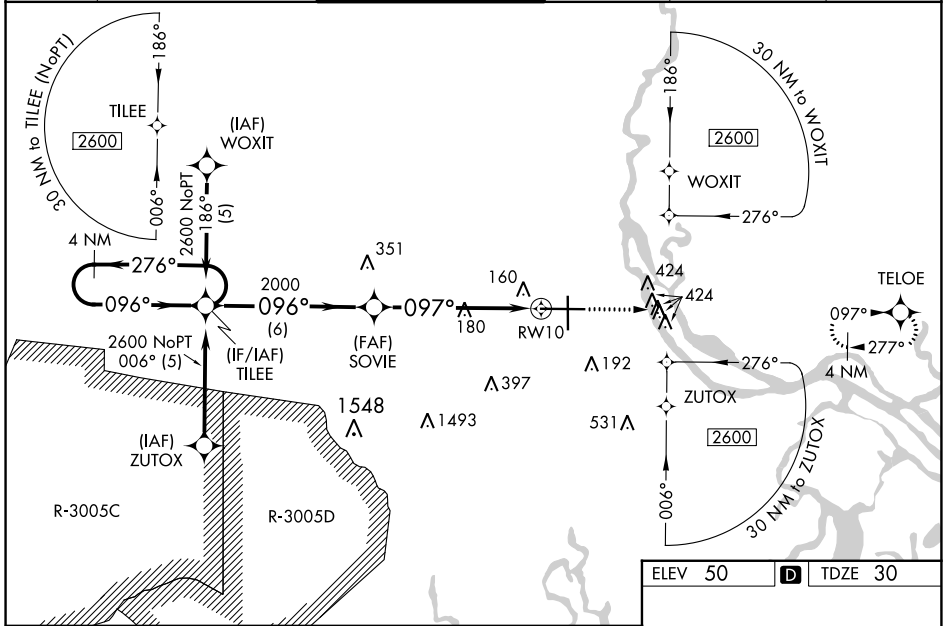 30 NM to TILEE (NoPT)
186°
TILEE
2600
006°
(IAF)
WOXIT
2600 NoPT
186°
(5)
4 NM
276°
096°
2000
096°
(6)
351
(FAF)
SOVIE
097°
180
160
RW10
(IF/IAF)
TILEE
2600 NoPT
006° (5)
(IAF)
ZUTOX
R-3005C
R-3005D
1548
1493
397
192
531
424
424
186°
30 NM to WOXIT
2600
WOXIT
276°
TELOE
097°
277°
4 NM
276°
ZUTOX
2600
006°
30 NM to ZUTOX
ELEV 50 D TDZE 30